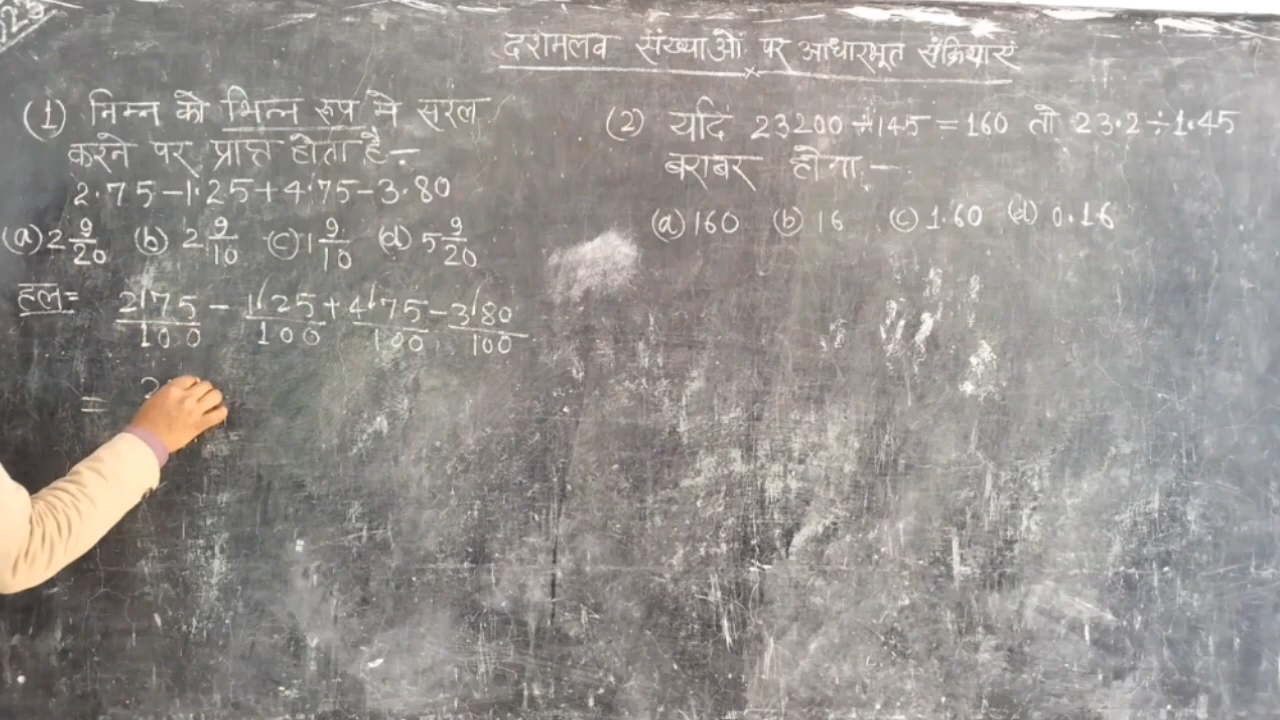 दशमलव संख्याओं पर आधारभूत संक्रियाएं
(1) निम्न को भिन्न रूप मे सरल
करने पर प्राप्त होता है:-
2.75-1.25+4.75-3.80
(a) 2 9/20 (b) 2 9/10 (c) 1 9/10 (d) 5 9/20
हल=
275/100 - 125/100 + 475/100 - 380/100
=
(2) यदि 23200÷145=160 तो 23.2÷1.45
बराबर होगा:-
(a) 160 (b) 16 (c) 1.60 (d) 0.16